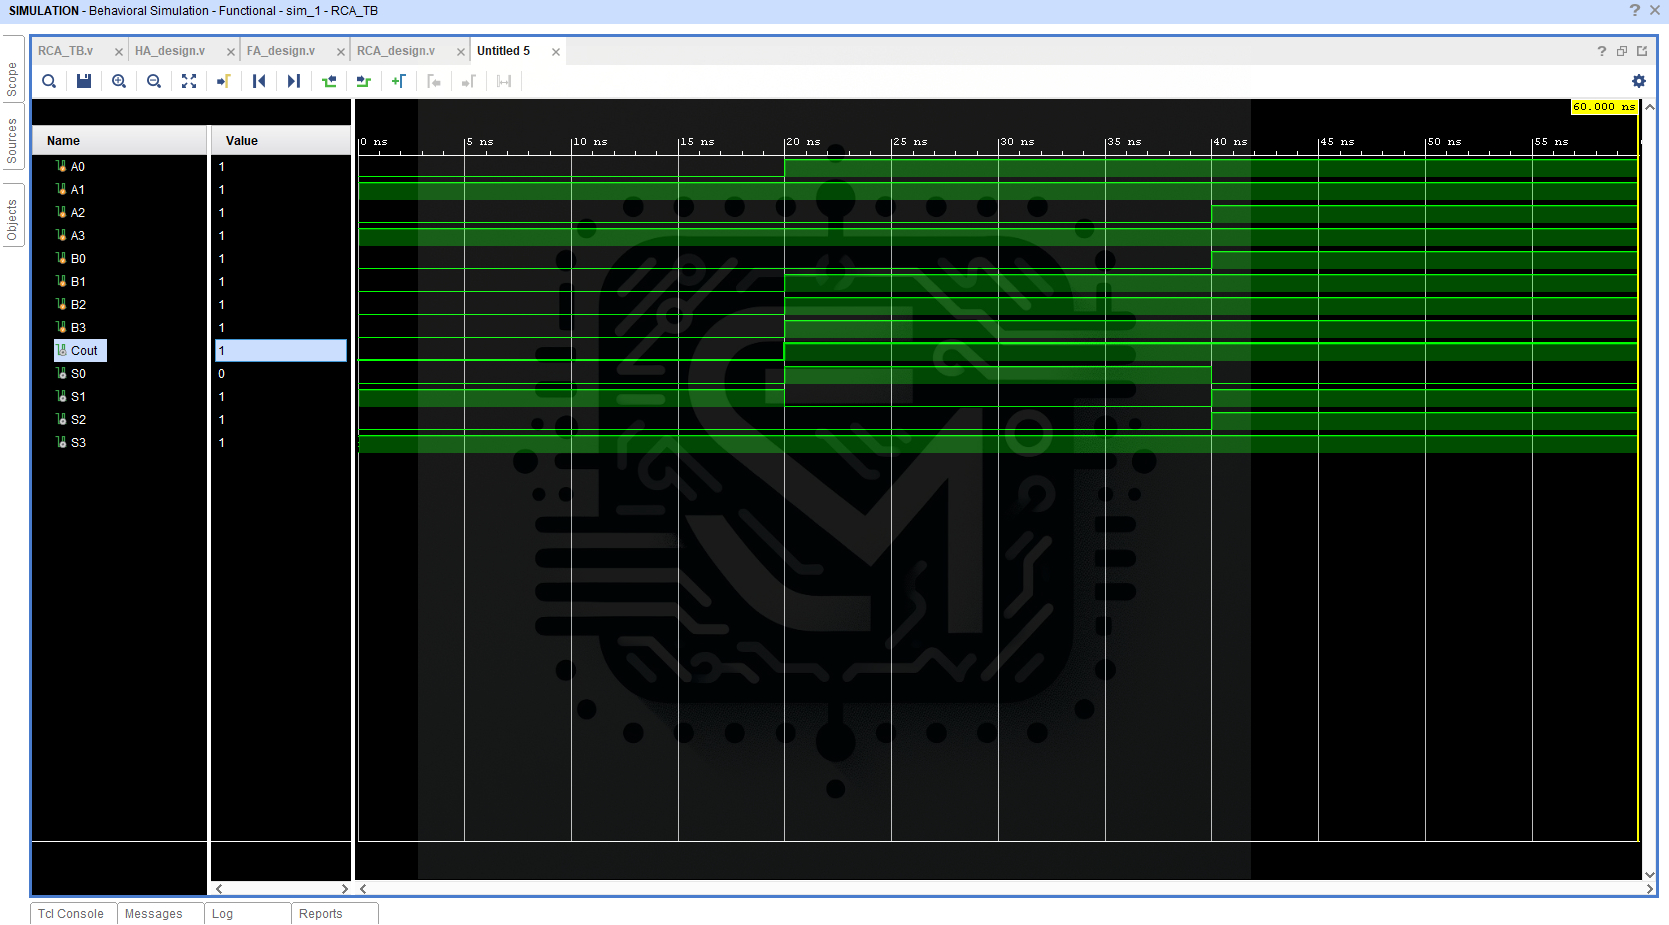 SIMULATION - Behavioral Simulation - Functional - sim_1 - RCA_TB
Scope
Sources
Objects
RCA_TB.v HA_design.v FA_design.v RCA_design.v Untitled 5
60.000 ns
Name Value
0 ns 5 ns 10 ns 15 ns 20 ns 25 ns 30 ns 35 ns 40 ns 45 ns 50 ns 55 ns
A0 1
A1 1
A2 1
A3 1
B0 1
B1 1
B2 1
B3 1
Cout 1
S0 0
S1 1
S2 1
S3 1
Tcl Console Messages Log Reports